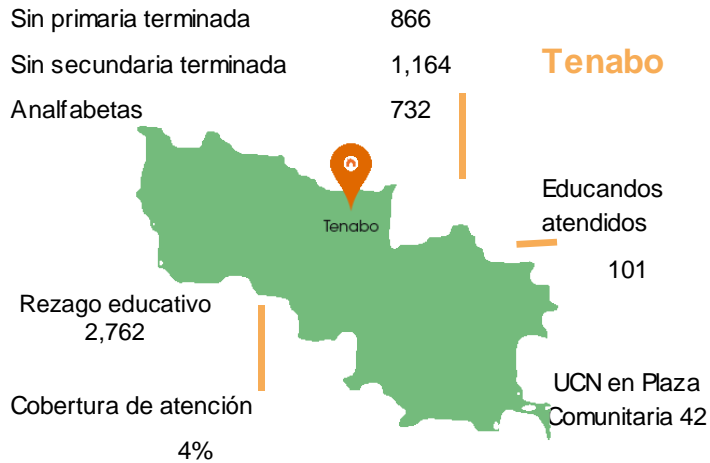 Sin primaria terminada 866
Sin secundaria terminada 1,164
Analfabetas 732
Tenabo
Tenabo
Educandos
atendidos
101
Rezago educativo
2,762
Cobertura de atención
4%
UCN en Plaza
Comunitaria 42